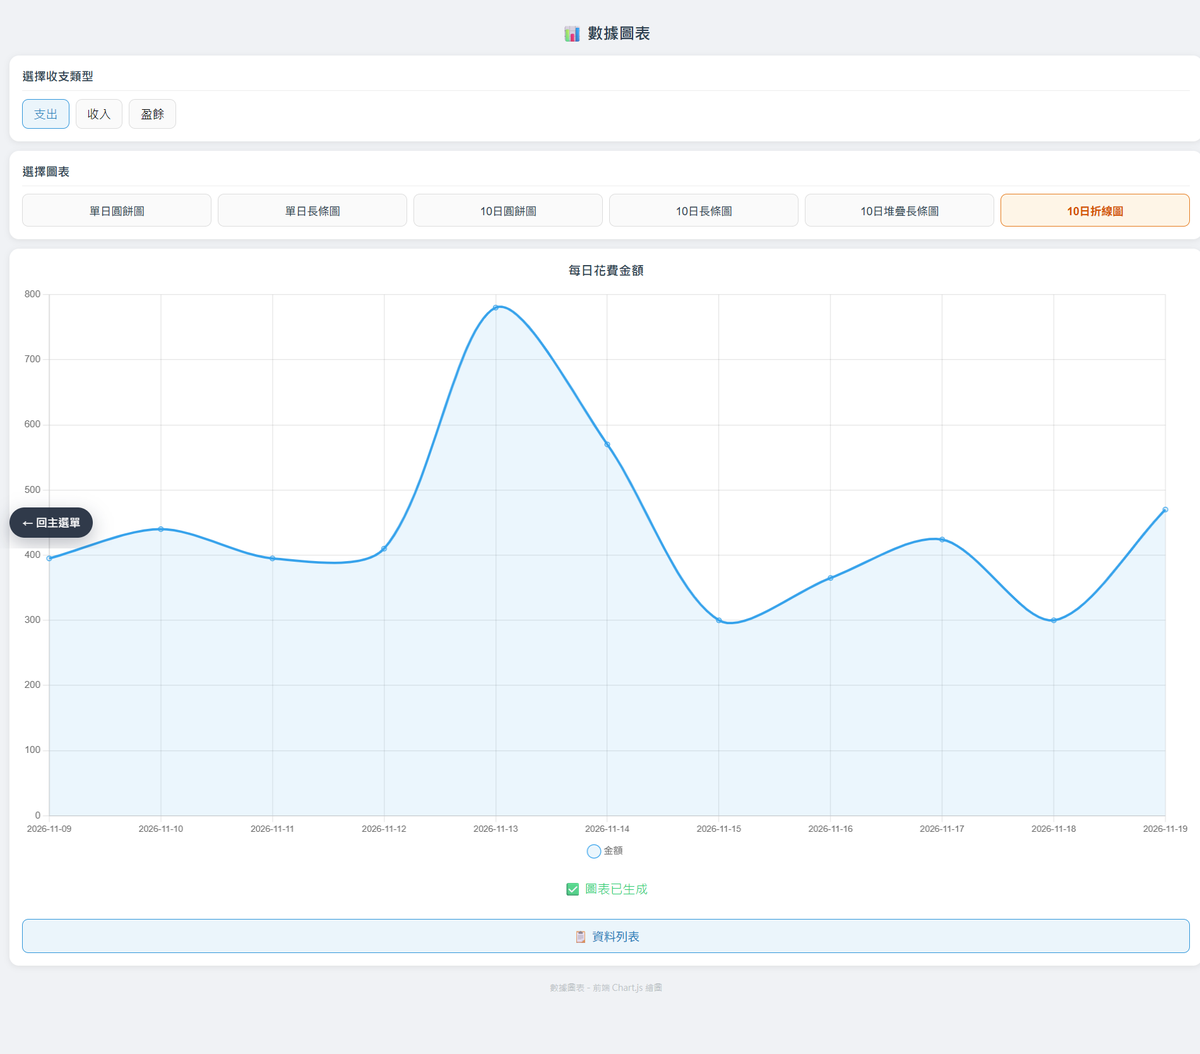 📊 數據圖表
選擇收支類型
支出 收入 盈餘
選擇圖表
單日圓餅圖 單日長條圖 10日圓餅圖 10日長條圖 10日堆疊長條圖 10日折線圖
每日花費金額
800
700
600
500
← 回主選單
400
300
200
100
0
2026-11-09 2026-11-10 2026-11-11 2026-11-12 2026-11-13 2026-11-14 2026-11-15 2026-11-16 2026-11-17 2026-11-18 2026-11-19
金額
✅ 圖表已生成
📋 資料列表
數據圖表 - 前端 Chart.js 繪圖